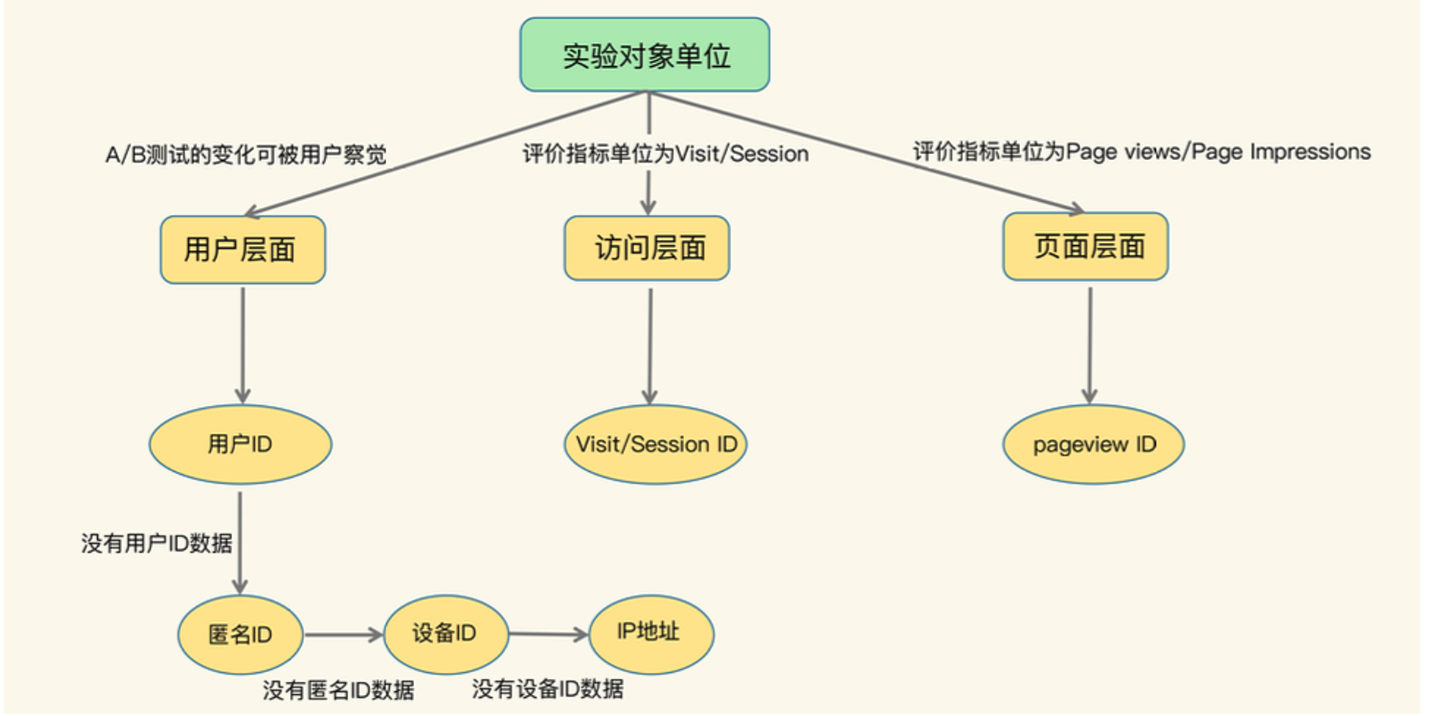 实验对象单位
A/B测试的变化可被用户察觉
评价指标单位为Visit/Session
评价指标单位为Page views/Page Impressions
用户层面
访问层面
页面层面
用户ID
Visit/Session ID
pageview ID
没有用户ID数据
匿名ID
设备ID
IP地址
没有匿名ID数据
没有设备ID数据